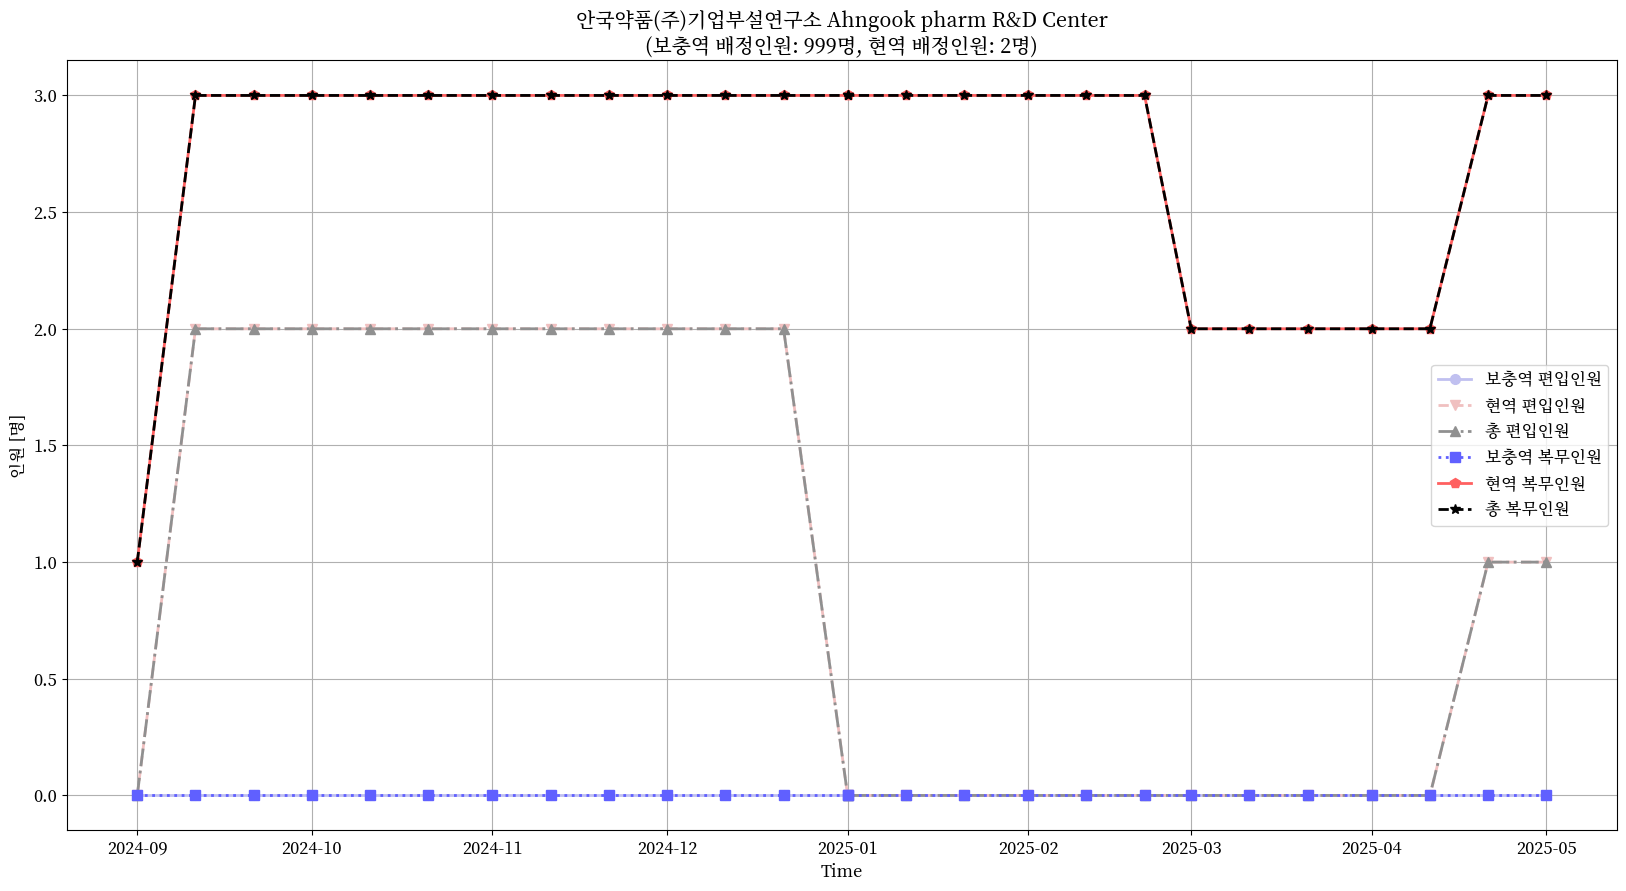 안국약품(주)기업부설연구소 Ahngook pharm R&D Center
(보충역 배정인원: 999명, 현역 배정인원: 2명)
3.0
2.5
2.0
1.5
1.0
0.5
0.0
인원 [명]
보충역 편입인원
현역 편입인원
총 편입인원
보충역 복무인원
현역 복무인원
총 복무인원
2024-09
2024-10
2024-11
2024-12
2025-01
2025-02
2025-03
2025-04
2025-05
Time